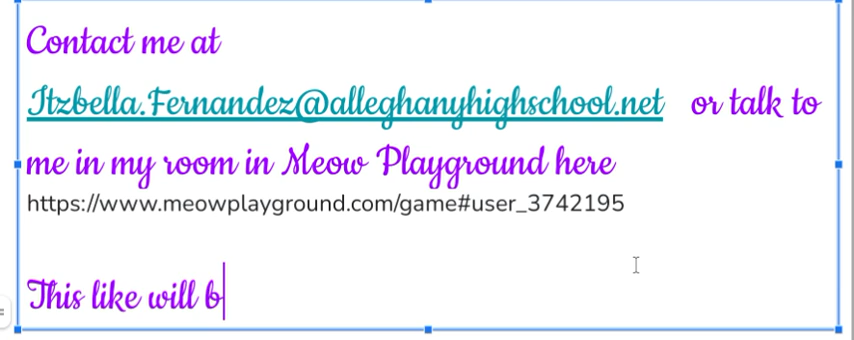 Contact me at
Itzbella.Fernandez@alleghanyhighschool.net or talk to
me in my room in Meow Playground here
https://www.meowplayground.com/game#user_3742195
This like will b